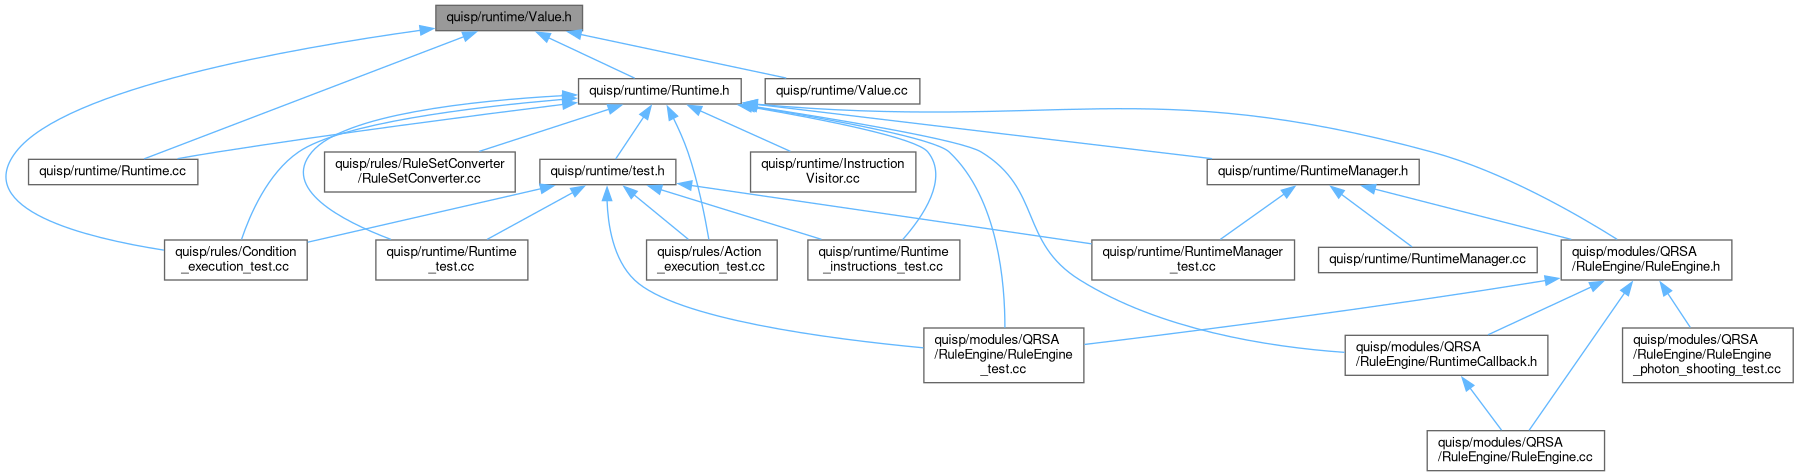 quisp/runtime/Value.h
quisp/runtime/Runtime.h
quisp/runtime/Value.cc
quisp/runtime/Runtime.cc
quisp/rules/RuleSetConverter
/RuleSetConverter.cc
quisp/runtime/test.h
quisp/runtime/Instruction
Visitor.cc
quisp/runtime/RuntimeManager.h
quisp/rules/Condition
_execution_test.cc
quisp/runtime/Runtime
_test.cc
quisp/rules/Action
_execution_test.cc
quisp/runtime/Runtime
_instructions_test.cc
quisp/runtime/RuntimeManager
_test.cc
quisp/runtime/RuntimeManager.cc
quisp/modules/QRSA
/RuleEngine/RuleEngine.h
quisp/modules/QRSA
/RuleEngine/RuleEngine
_test.cc
quisp/modules/QRSA
/RuleEngine/RuntimeCallback.h
quisp/modules/QRSA
/RuleEngine/RuleEngine
_photon_shooting_test.cc
quisp/modules/QRSA
/RuleEngine/RuleEngine.cc